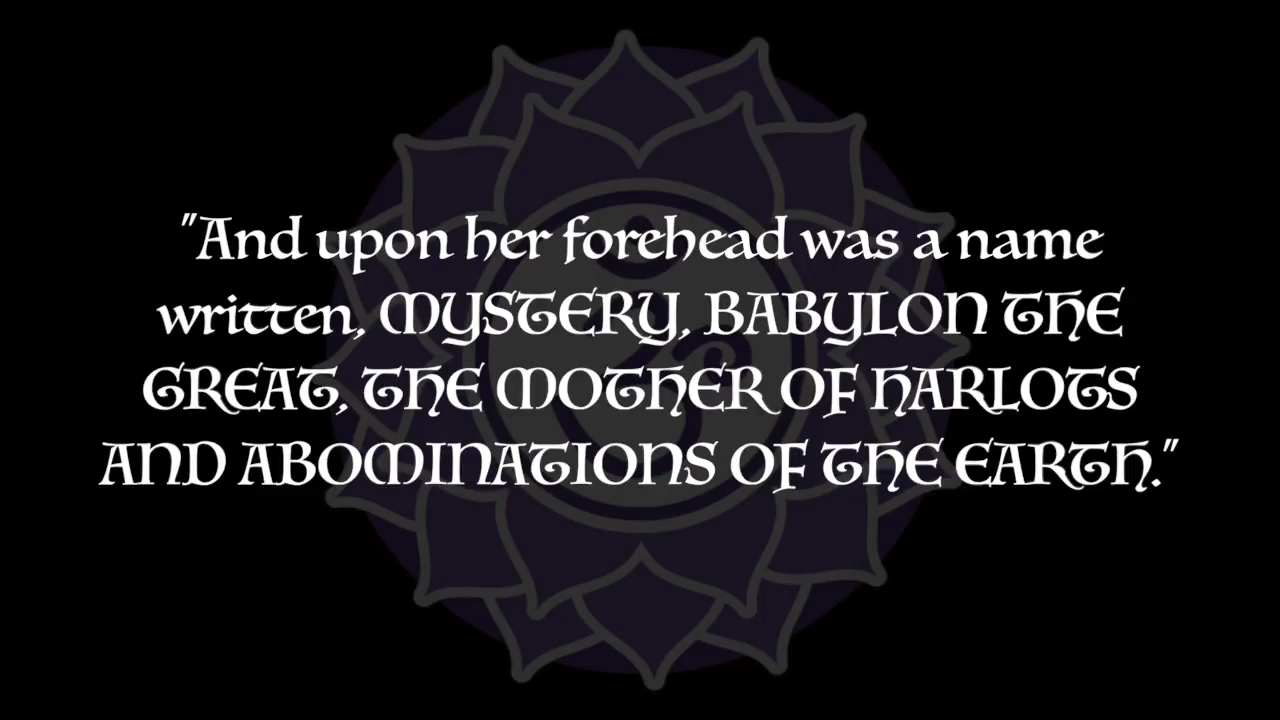 "And upon her forehead was a name
written, MYSTERY, BABYLON THE
GREAT, THE MOTHER OF HARLOTS
AND ABOMINATIONS OF THE EARTH."